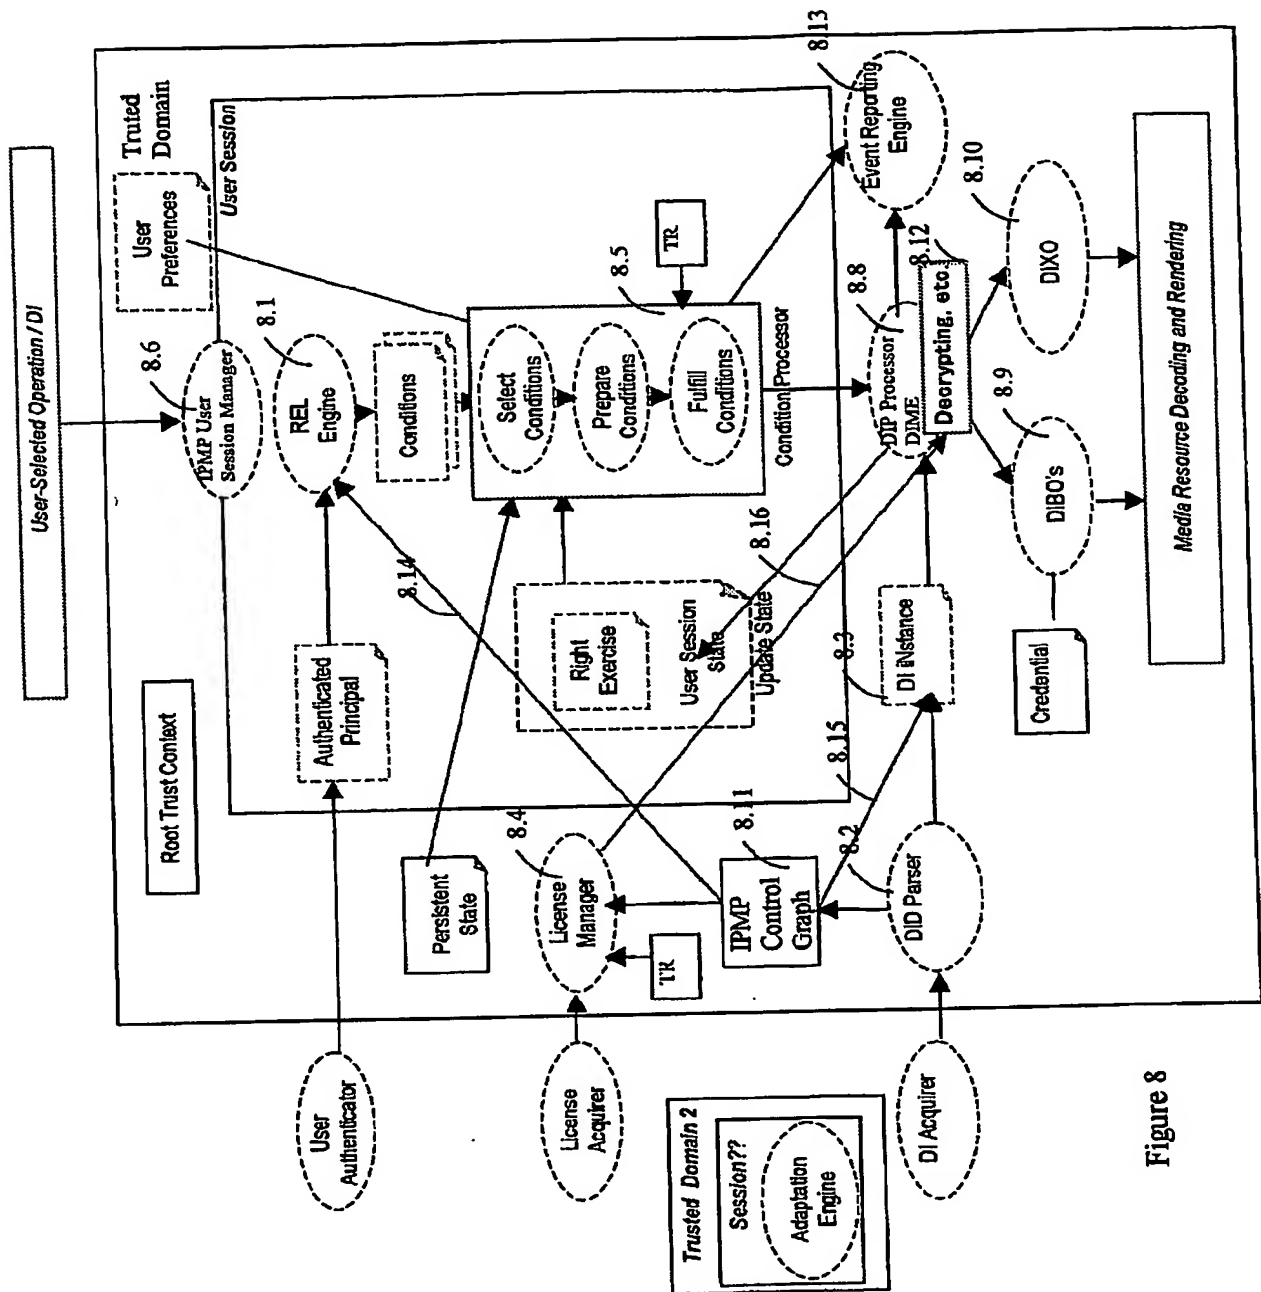 User-Selected Operation / DI
Truted
Domain
User
Preferences
User Session
8.13
Event Reporting
Engine
Root Trust Context
8.6
IPMP User
Session Manager
8.1
REL
Engine
Conditions
TR
8.5
Select
Conditions
Prepare
Conditions
Fulfill
Conditions
Condition Processor
8.8
8.12
8.10
DIP Processor
DIME
Decrypting, etc.
DIXO
8.9
DIBO's
Media Resource Decoding and Rendering
Authenticated
Principal
8.14
Right
Exercise
User Session
State
Update State
8.16
8.3
DI iNstance
Credential
8.15
Persistent
State
8.4
License
Manager
TR
8.11
IPMP
Control
Graph
8.2
DID Parser
User
Authenticator
License
Acquirer
DI Acquirer
Trusted Domain 2
Session??
Adaptation
Engine
Figure 8